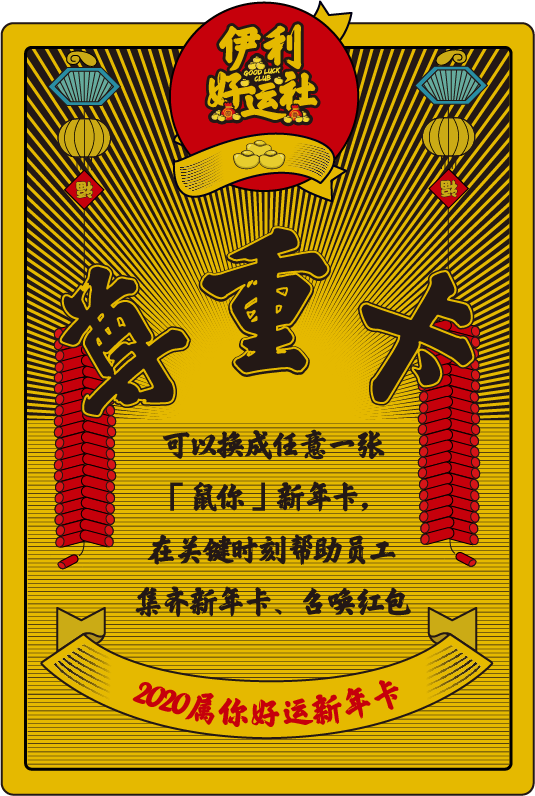 伊利
GOOD LUCK
CLUB
好运社
福
福
尊重卡
可以换成任意一张
「鼠你」新年卡，
在关键时刻帮助员工
集齐新年卡、召唤红包
2020属你好运新年卡